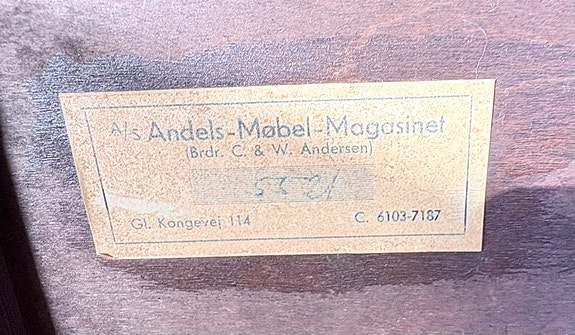 A/s Andels-Møbel-Magasinet
(Brdr. C. & W. Andersen)
Gl. Kongevej 114
C. 6103-7187